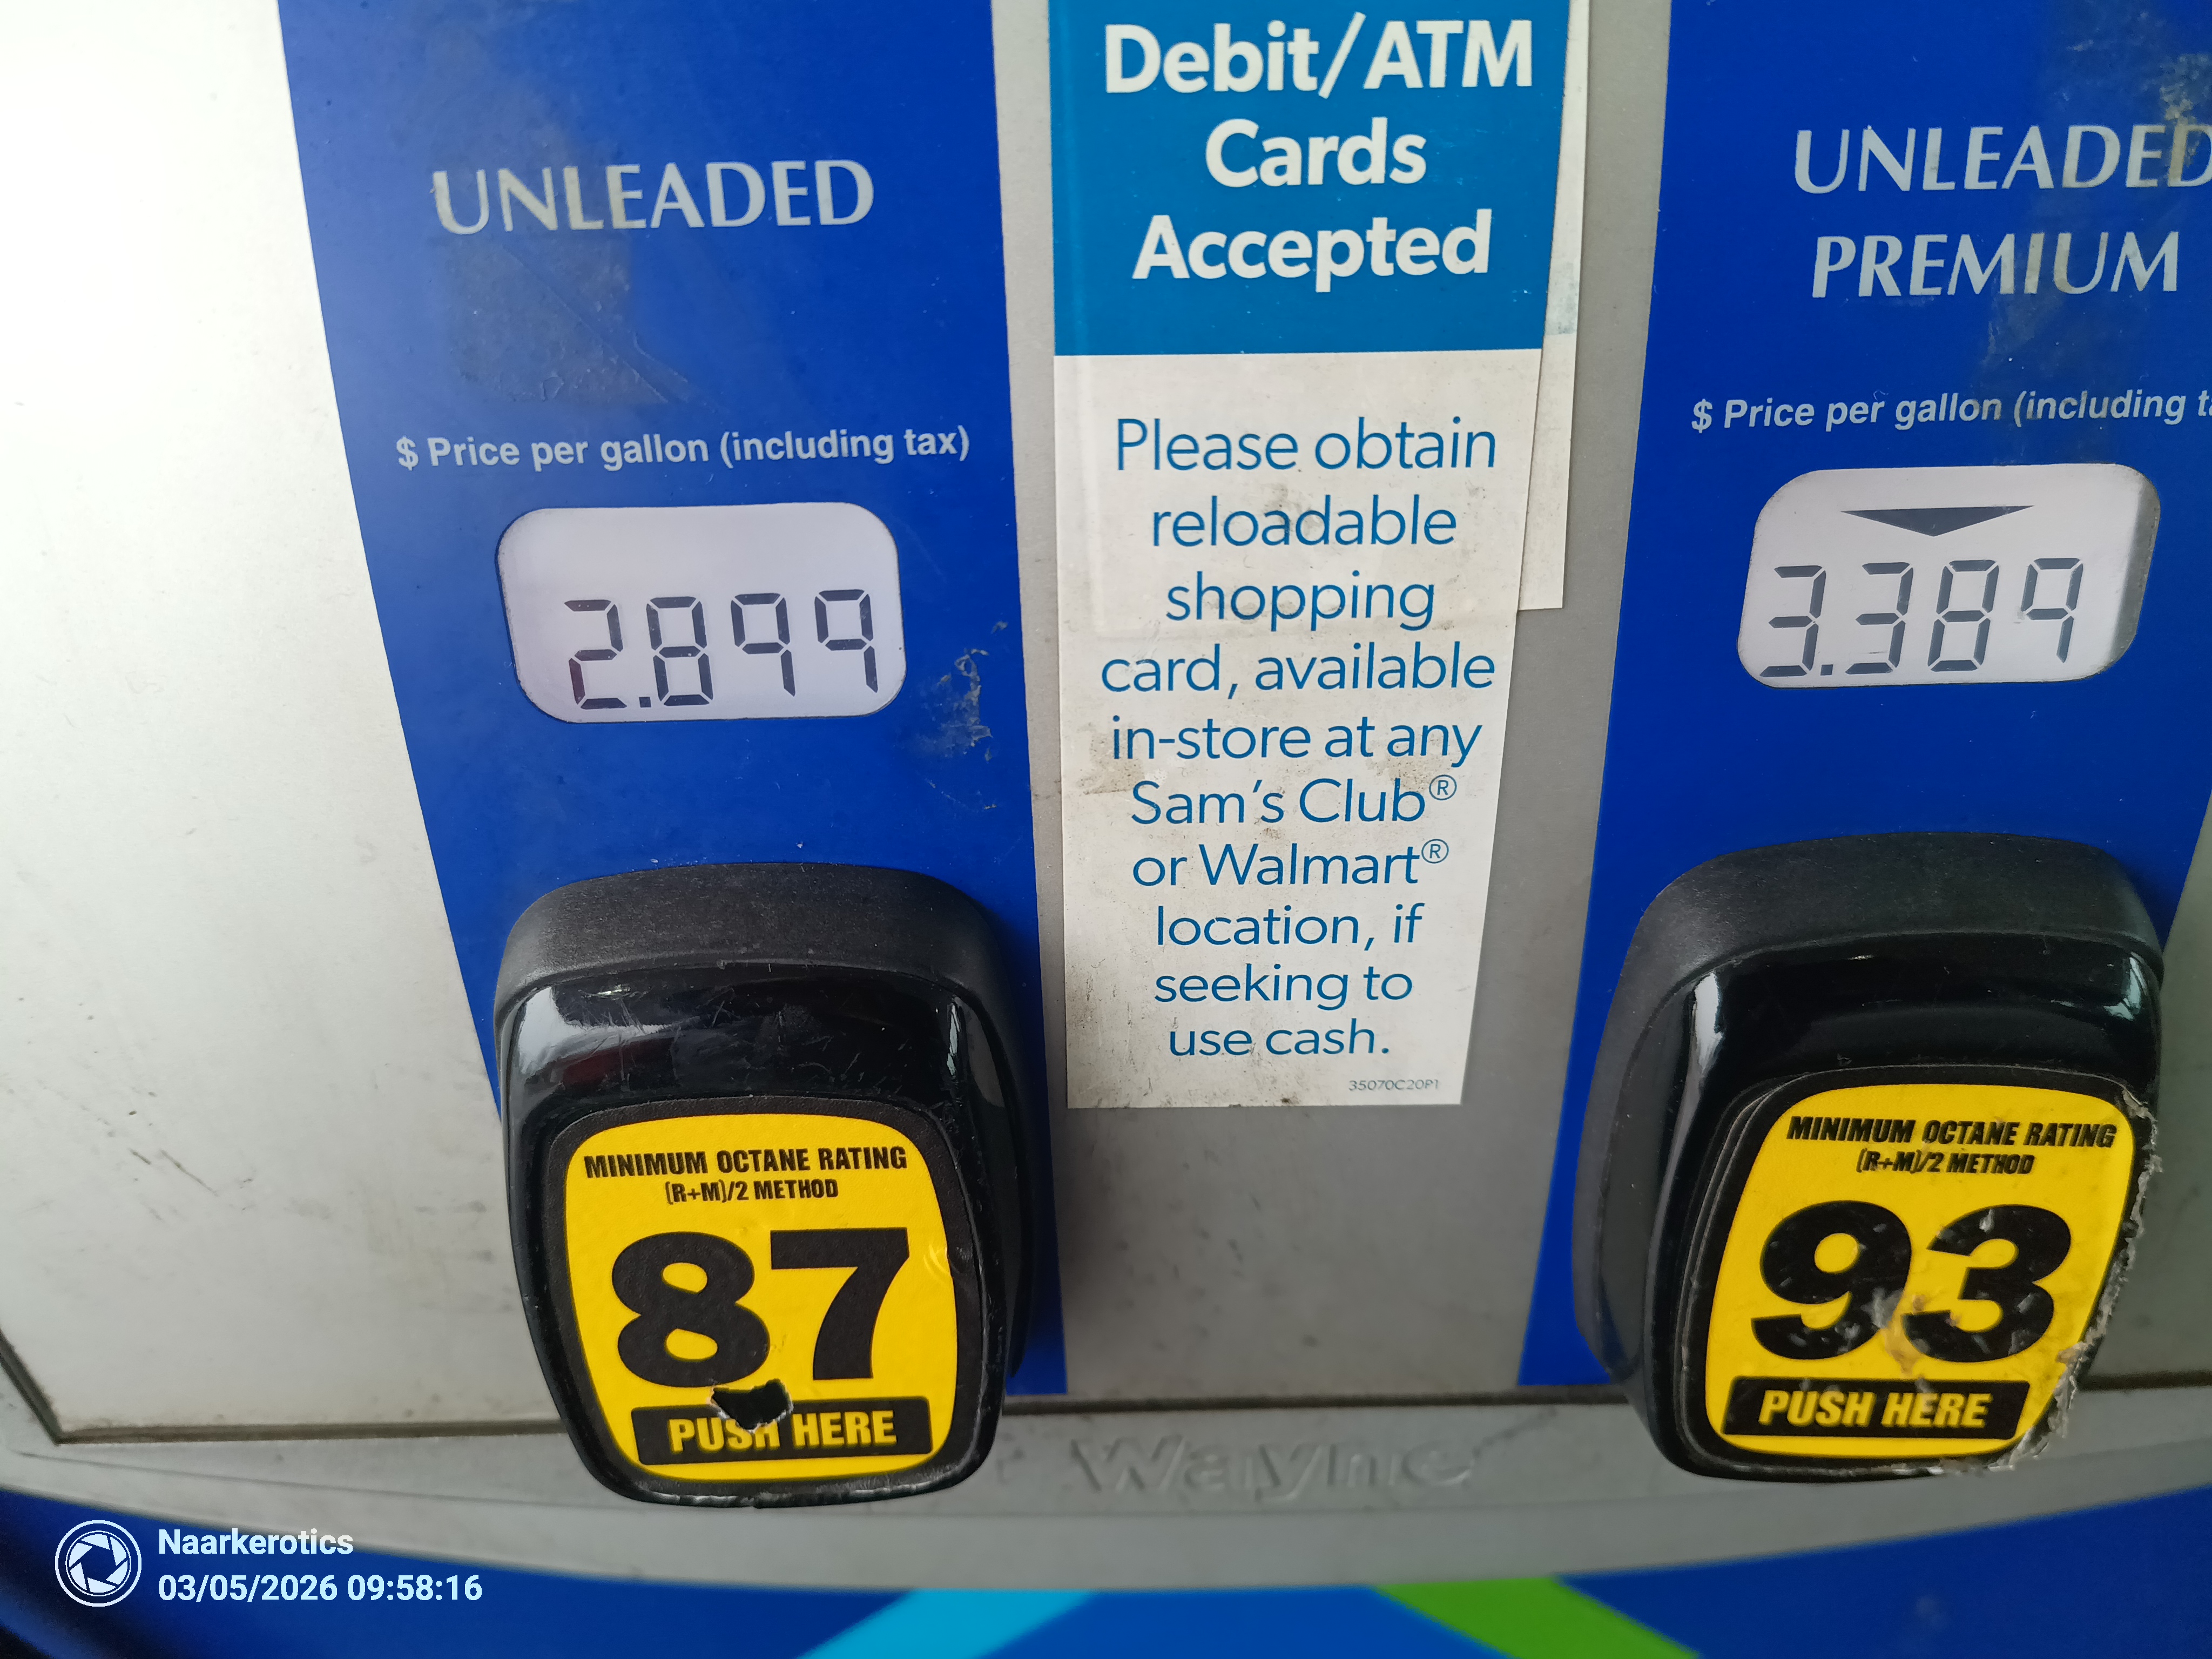 UNLEADED
$ Price per gallon (including tax)
2.899
MINIMUM OCTANE RATING
(R+M)/2 METHOD
87
PUSH HERE
Debit/ATM
Cards
Accepted
Please obtain
reloadable
shopping
card, available
in-store at any
Sam's Club®
or Walmart®
location, if
seeking to
use cash.
35070C20P1
UNLEADED
PREMIUM
$ Price per gallon (including
3.389
MINIMUM OCTANE RATING
(R+M)/2 METHOD
93
PUSH HERE
Wayne
Naarkerotics
03/05/2026 09:58:16